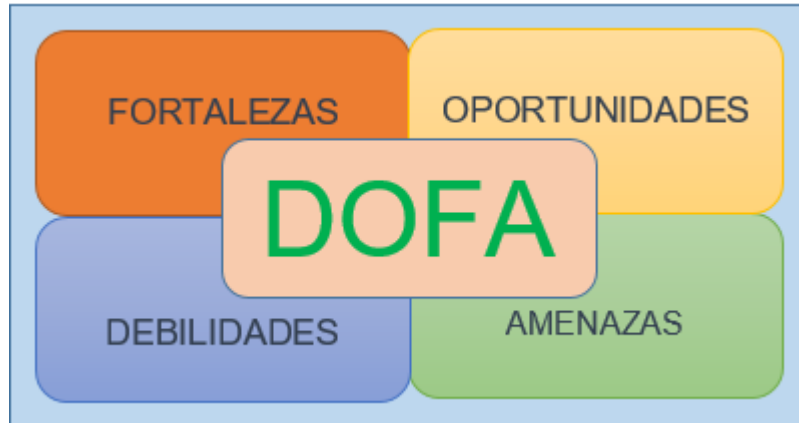 FORTALEZAS
OPORTUNIDADES
DOFA
DEBILIDADES
AMENAZAS